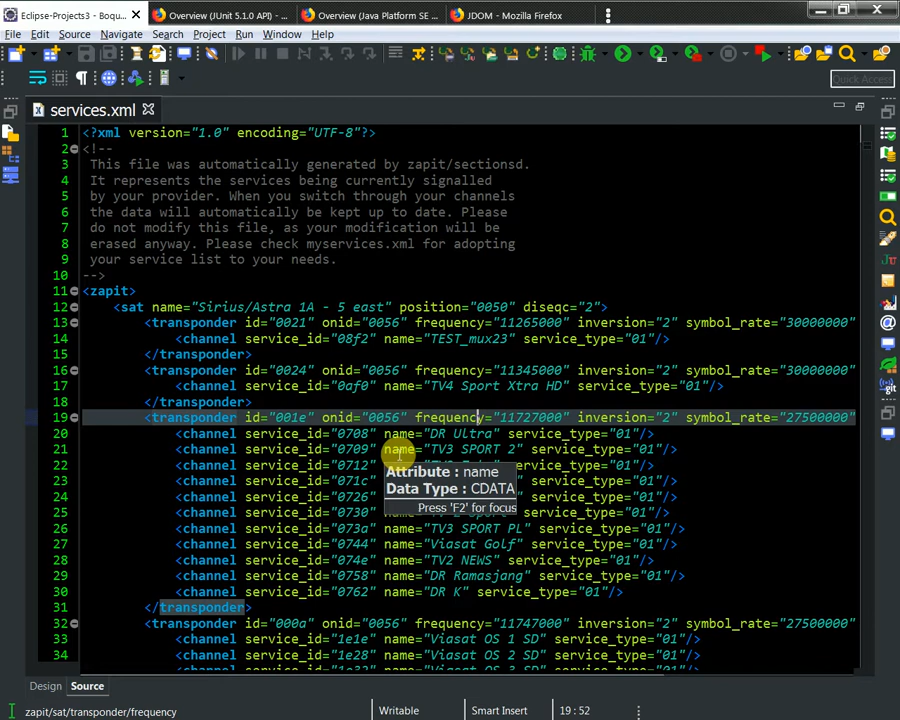 Eclipse-Projects3 - Boqu...
Overview (JUnit 5.1.0 API) - ...
Overview (Java Platform SE ...
JDOM - Mozilla Firefox
File Edit Source Navigate Search Project Run Window Help
Quick Access
services.xml
1 <?xml version="1.0" encoding="UTF-8"?>
2 <!--
3 This file was automatically generated by zapit/sectionsd.
4 It represents the services being currently signalled
5 by your provider. When you switch through your channels
6 the data will automatically be kept up to date. Please
7 do not modify this file, as your modification will be
8 erased anyway. Please check myservices.xml for adopting
9 your service list to your needs.
10 -->
11 <zapit>
12 <sat name="Sirius/Astra 1A - 5 east" position="0050" diseqc="2">
13 <transponder id="0021" onid="0056" frequency="11265000" inversion="2" symbol_rate="30000000"
14 <channel service_id="08f2" name="TEST_mux23" service_type="01"/>
15 </transponder>
16 <transponder id="0024" onid="0056" frequency="11345000" inversion="2" symbol_rate="30000000"
17 <channel service_id="0af0" name="TV4 Sport Xtra HD" service_type="01"/>
18 </transponder>
19 <transponder id="001e" onid="0056" frequency="11727000" inversion="2" symbol_rate="27500000"
20 <channel service_id="0708" name="DR Ultra" service_type="01"/>
21 <channel service_id="0709" name="TV3 SPORT 2" service_type="01"/>
22 <channel service_id="0712" service_type="01"/>
23 <channel service_id="071c" service_type="01"/>
24 <channel service_id="0726" service_type="01"/>
25 <channel service_id="0730" service_type="01"/>
26 <channel service_id="073a" name="TV3 SPORT PL" service_type="01"/>
27 <channel service_id="0744" name="Viasat Golf" service_type="01"/>
28 <channel service_id="074e" name="TV2 NEWS" service_type="01"/>
29 <channel service_id="0758" name="DR Ramasjang" service_type="01"/>
30 <channel service_id="0762" name="DR K" service_type="01"/>
31 </transponder>
32 <transponder id="000a" onid="0056" frequency="11747000" inversion="2" symbol_rate="27500000"
33 <channel service_id="1e1e" name="Viasat OS 1 SD" service_type="01"/>
34 <channel service_id="1e28" name="Viasat OS 2 SD" service_type="01"/>
Attribute : name
Data Type : CDATA
Press 'F2' for focus
Design Source
zapit/sat/transponder/frequency
Writable
Smart Insert
19 : 52